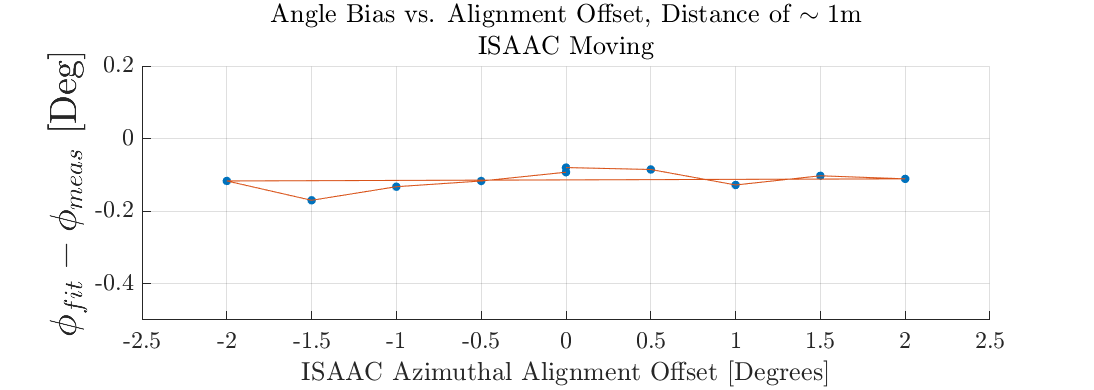 Angle Bias vs. Alignment Offset, Distance of ∼ 1m
ISAAC Moving
ϕ_fit − ϕ_meas [Deg]
0.2
0
-0.2
-0.4
-2.5 -2 -1.5 -1 -0.5 0 0.5 1 1.5 2 2.5
ISAAC Azimuthal Alignment Offset [Degrees]